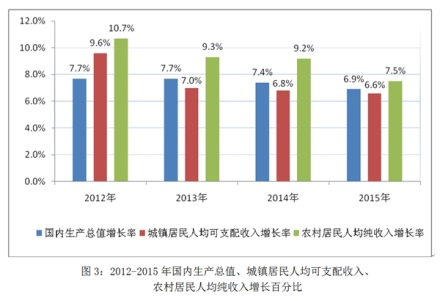 12.0%
10.0%
8.0%
6.0%
4.0%
2.0%
0.0%
7.7%
9.6%
10.7%
7.7%
7.0%
9.3%
7.4%
6.8%
9.2%
6.9%
6.6%
7.5%
2012年
2013年
2014年
2015年
国内生产总值增长率
城镇居民人均可支配收入增长率
农村居民人均纯收入增长率
图 3：2012-2015 年国内生产总值、城镇居民人均可支配收入、
农村居民人均纯收入增长百分比